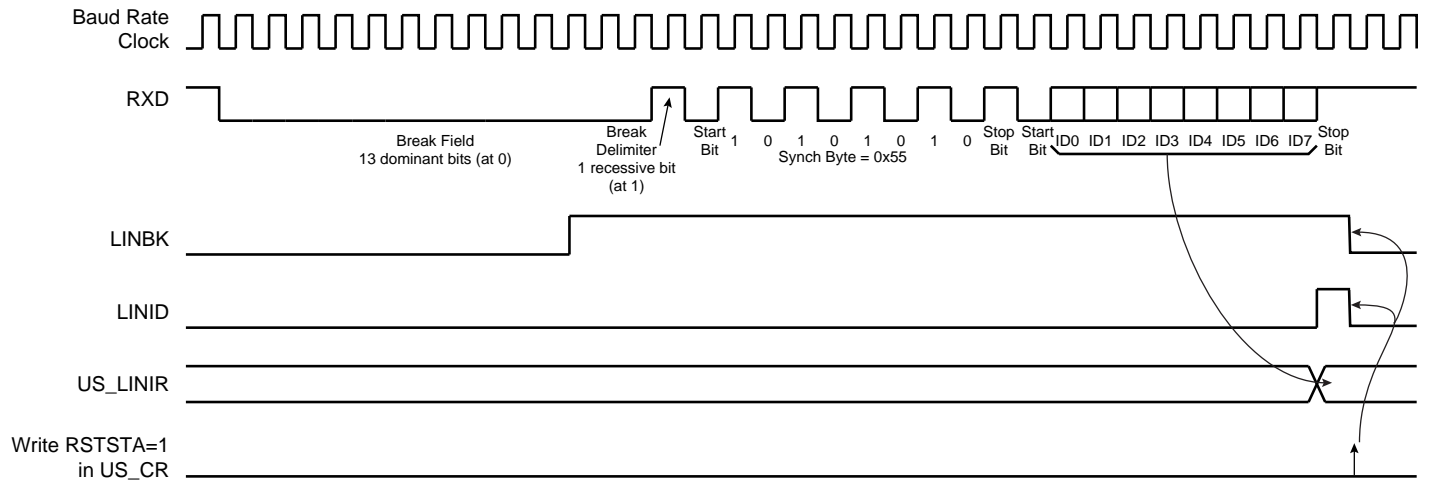 Baud Rate
Clock
RXD
Break Field
13 dominant bits (at 0)
Break
Delimiter
1 recessive bit
(at 1)
Start
Bit
1 0 1 0 1 0 1 0
Synch Byte = 0x55
Stop
Bit
Start
Bit
ID0 ID1 ID2 ID3 ID4 ID5 ID6 ID7
Stop
Bit
LINBK
LINID
US_LINIR
Write RSTSTA=1
in US_CR